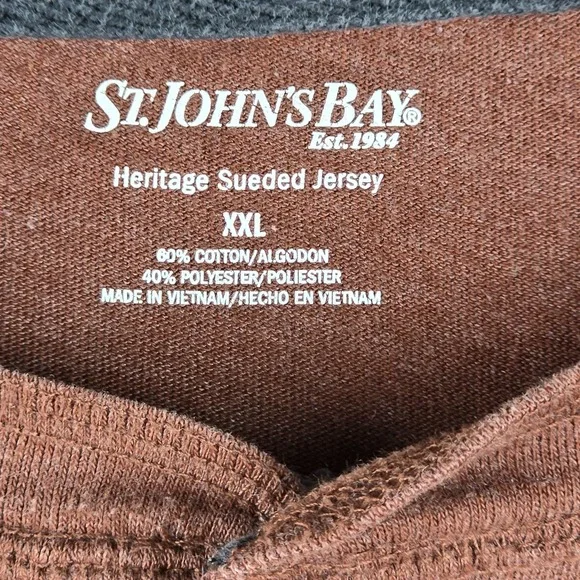 ST. JOHN'S BAY®
Est. 1984
Heritage Sueded Jersey
XXL
60% COTTON/ALGODON
40% POLYESTER/POLIESTER
MADE IN VIETNAM/HECHO EN VIETNAM